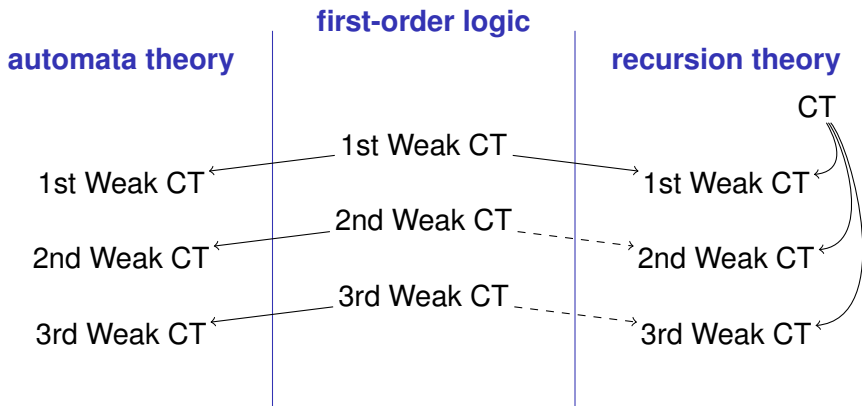 first-order logic
automata theory
recursion theory
CT
1st Weak CT
1st Weak CT
1st Weak CT
2nd Weak CT
2nd Weak CT
2nd Weak CT
3rd Weak CT
3rd Weak CT
3rd Weak CT